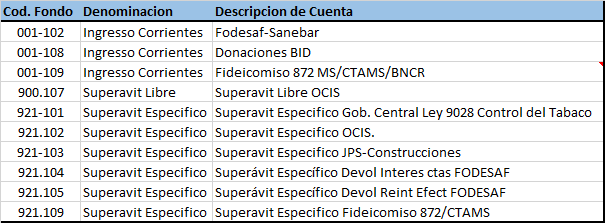 Cod. Fondo Denominacion Descripcion de Cuenta
001-102 Ingresso Corrientes Fodesaf-Sanebar
001-108 Ingresso Corrientes Donaciones BID
001-109 Ingresso Corrientes Fideicomiso 872 MS/CTAMS/BNCR
900.107 Superavit Libre Superavit Libre OCIS
921-101 Superavit Especifico Superavit Especifico Gob. Central Ley 9028 Control del Tabaco
921.102 Superavit Especifico Superavit Especifico OCIS.
921-103 Superavit Especifico Superavit Especifico JPS-Construcciones
921.104 Superavit Especifico Superávit Específico Devol Interes ctas FODESAF
921.105 Superavit Especifico Superávit Específico Devol Reint Efect FODESAF
921.109 Superavit Especifico Superavit Especifico Fideicomiso 872/CTAMS